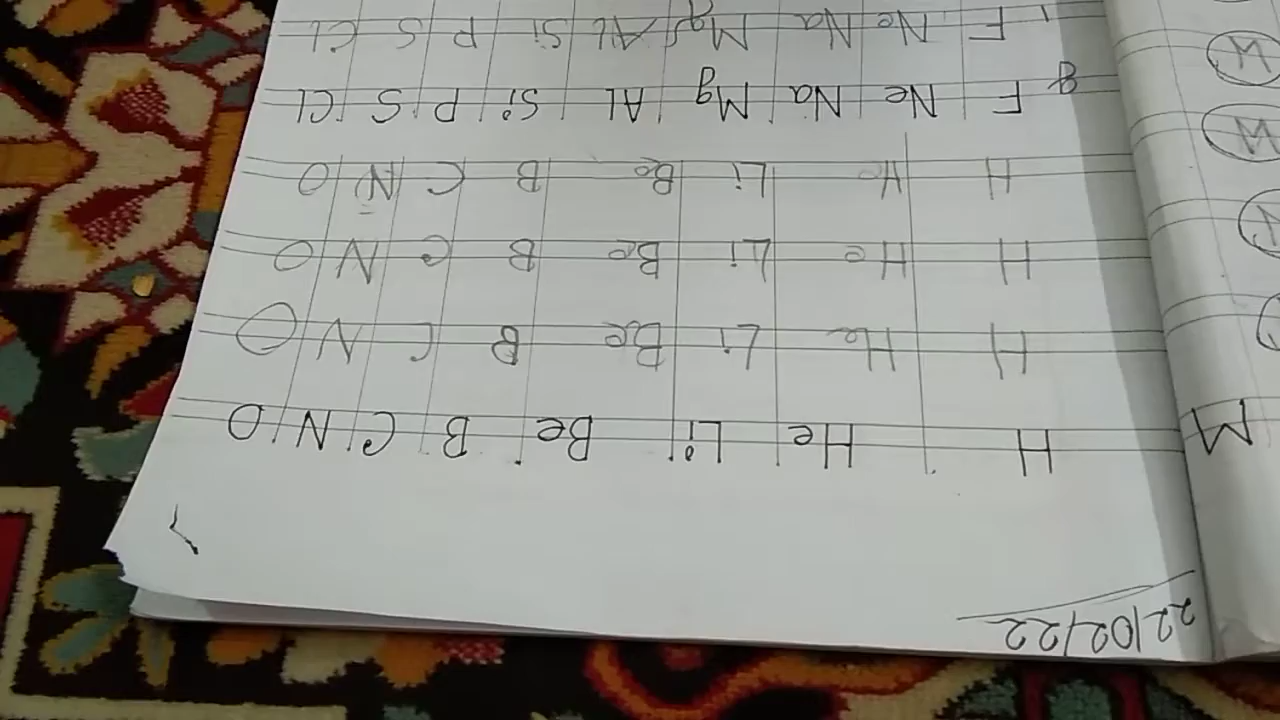 22/02/22
H He Li Be B C N O
H He Li Be B C N O
H He Li Be B C N O
H He Li Be B C N O
g F Ne Na Mg AL Si P S CL
F Ne Na Mg AL Si P S CL
M